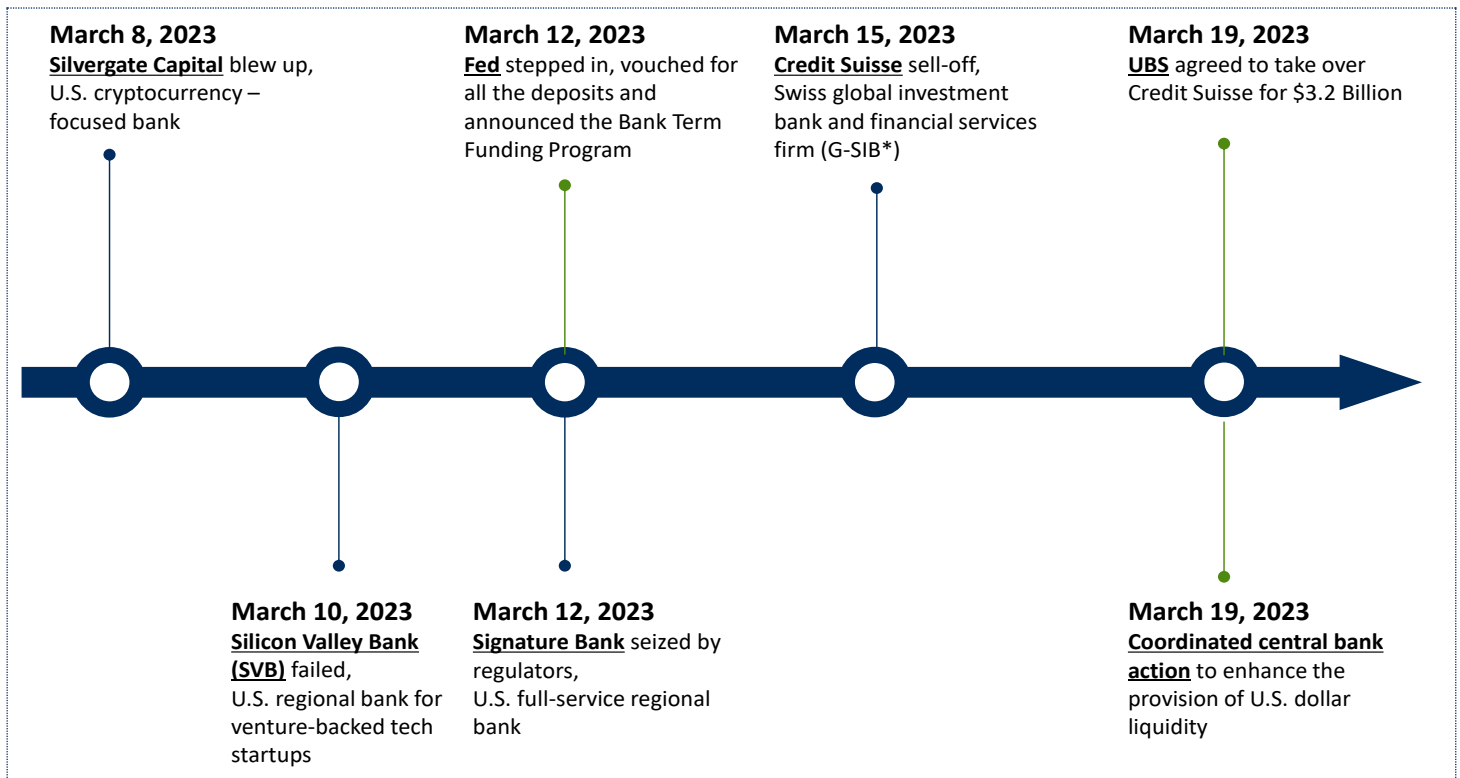 March 8, 2023
Silvergate Capital blew up,
U.S. cryptocurrency –
focused bank
March 12, 2023
Fed stepped in, vouched for
all the deposits and
announced the Bank Term
Funding Program
March 15, 2023
Credit Suisse sell-off,
Swiss global investment
bank and financial services
firm (G-SIB*)
March 19, 2023
UBS agreed to take over
Credit Suisse for $3.2 Billion
March 10, 2023
Silicon Valley Bank
(SVB) failed,
U.S. regional bank for
venture-backed tech
startups
March 12, 2023
Signature Bank seized by
regulators,
U.S. full-service regional
bank
March 19, 2023
Coordinated central bank
action to enhance the
provision of U.S. dollar
liquidity